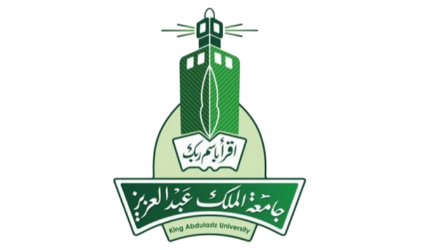 اقرأ باسم ربك
جامعة الملك عبد العزيز
King Abdulaziz University